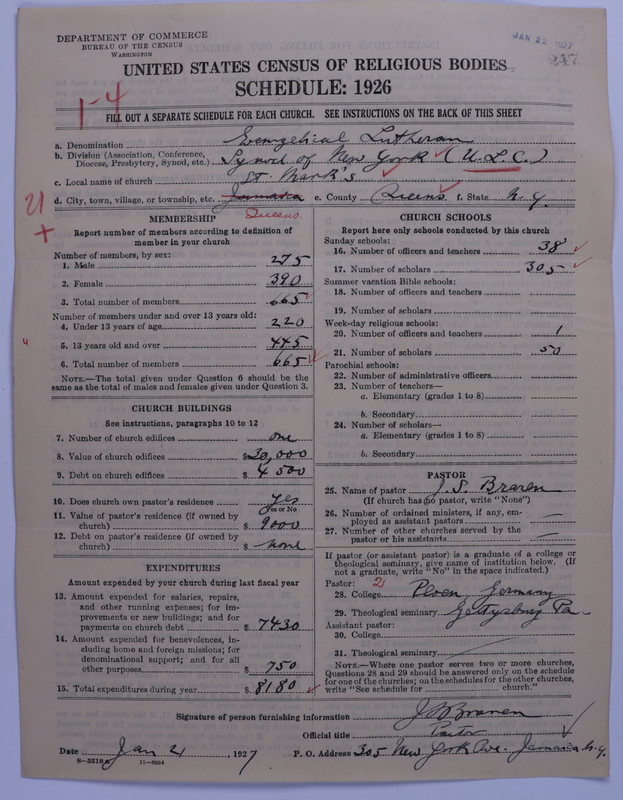 DEPARTMENT OF COMMERCE
BUREAU OF THE CENSUS
WASHINGTON
JAN 22 1927
247
UNITED STATES CENSUS OF RELIGIOUS BODIES
SCHEDULE: 1926
1-4
FILL OUT A SEPARATE SCHEDULE FOR EACH CHURCH. SEE INSTRUCTIONS ON THE BACK OF THIS SHEET
a. Denomination Evangelical Lutheran
b. Division (Association, Conference, Diocese, Presbytery, Synod, etc.) Synod of New York (U.L.C.)
c. Local name of church St. Mark's
d. City, town, village, or township, etc. Jamaica e. County Queens f. State N.Y.
Queens
21
+
MEMBERSHIP
Report number of members according to definition of
member in your church
Number of members, by sex:
1. Male 275
2. Female 390
3. Total number of members 665
Number of members under and over 13 years old:
4. Under 13 years of age 220
5. 13 years old and over 445
6. Total number of members 665
NOTE.—The total given under Question 6 should be
same as the total of males and females given under Question 3.
CHURCH BUILDINGS
See instructions, paragraphs 10 to 12
7. Number of church edifices one
8. Value of church edifices $30,000
9. Debt on church edifices $ 4500
10. Does church own pastor's residence yes
Yes or No
11. Value of pastor's residence (if owned by
church) $ 9000
12. Debt on pastor's residence (if owned by
church) $ none
EXPENDITURES
Amount expended by your church during last fiscal year
13. Amount expended for salaries, repairs,
and other running expenses; for im-
provements or new buildings; and for
payments on church debt $ 7430
14. Amount expended for benevolences, in-
cluding home and foreign missions; for
denominational support; and for all
other purposes $ 750
15. Total expenditures during year $ 8180
CHURCH SCHOOLS
Report here only schools conducted by this church
Sunday schools:
16. Number of officers and teachers 38
17. Number of scholars 305
Summer vacation Bible schools:
18. Number of officers and teachers
19. Number of scholars
Week-day religious schools:
20. Number of officers and teachers 1
21. Number of scholars 50
Parochial schools:
22. Number of administrative officers
23. Number of teachers—
a. Elementary (grades 1 to 8)
b. Secondary
24. Number of scholars—
a. Elementary (grades 1 to 8)
b. Secondary
PASTOR
25. Name of pastor J. S. Braren
(If church has no pastor, write "None")
26. Number of ordained ministers, if any, em-
ployed as assistant pastors —
27. Number of other churches served by the
pastor or his assistants —
If pastor (or assistant pastor) is a graduate of a college or
theological seminary, give name of institution below. (If
not a graduate, write "No" in the space indicated.)
Pastor:
28. College Ploen, Germany
29. Theological seminary Gettysburg Pa
Assistant pastor:
30. College
31. Theological seminary
NOTE.—Where one pastor serves two or more churches,
Questions 28 and 29 should be answered only on the schedule
for one of the churches; on the schedules for the other churches,
write "See schedule for ________ church."
Signature of person furnishing information J S Braren
Official title Pastor
Date Jan 21, 1927 P. O. Address 305 New York Ave. Jamaica N.Y.
8-5318a 11-9054